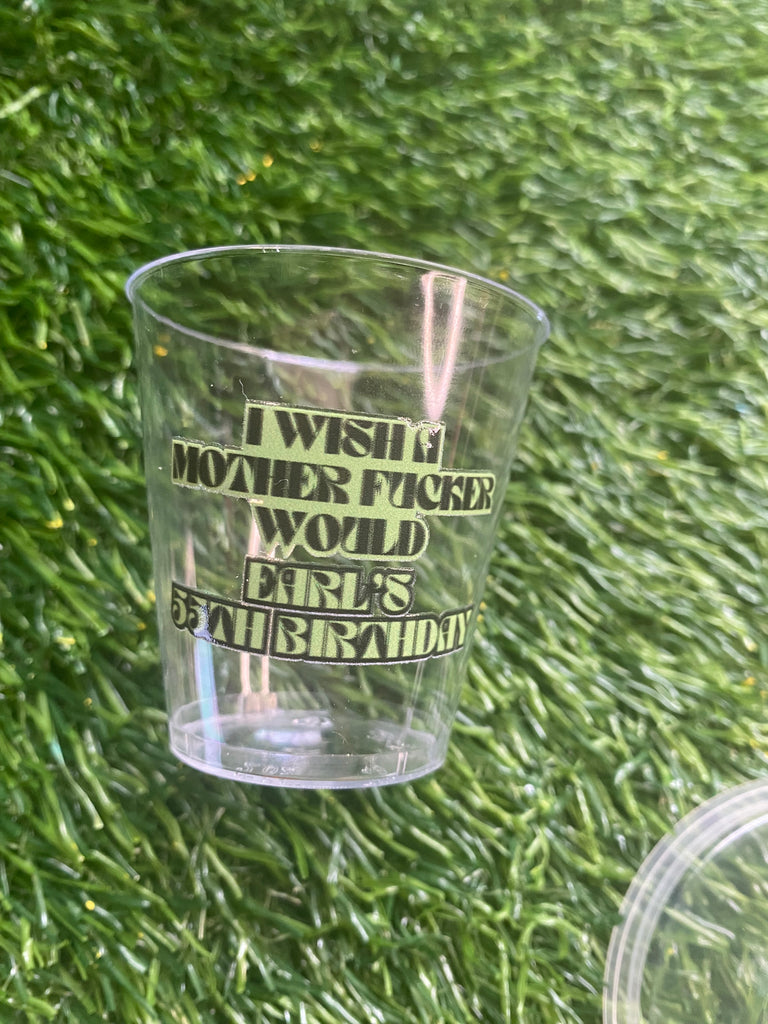 I WISH A
MOTHER FUCKER
WOULD
EARL'S
55TH BIRTHDAY